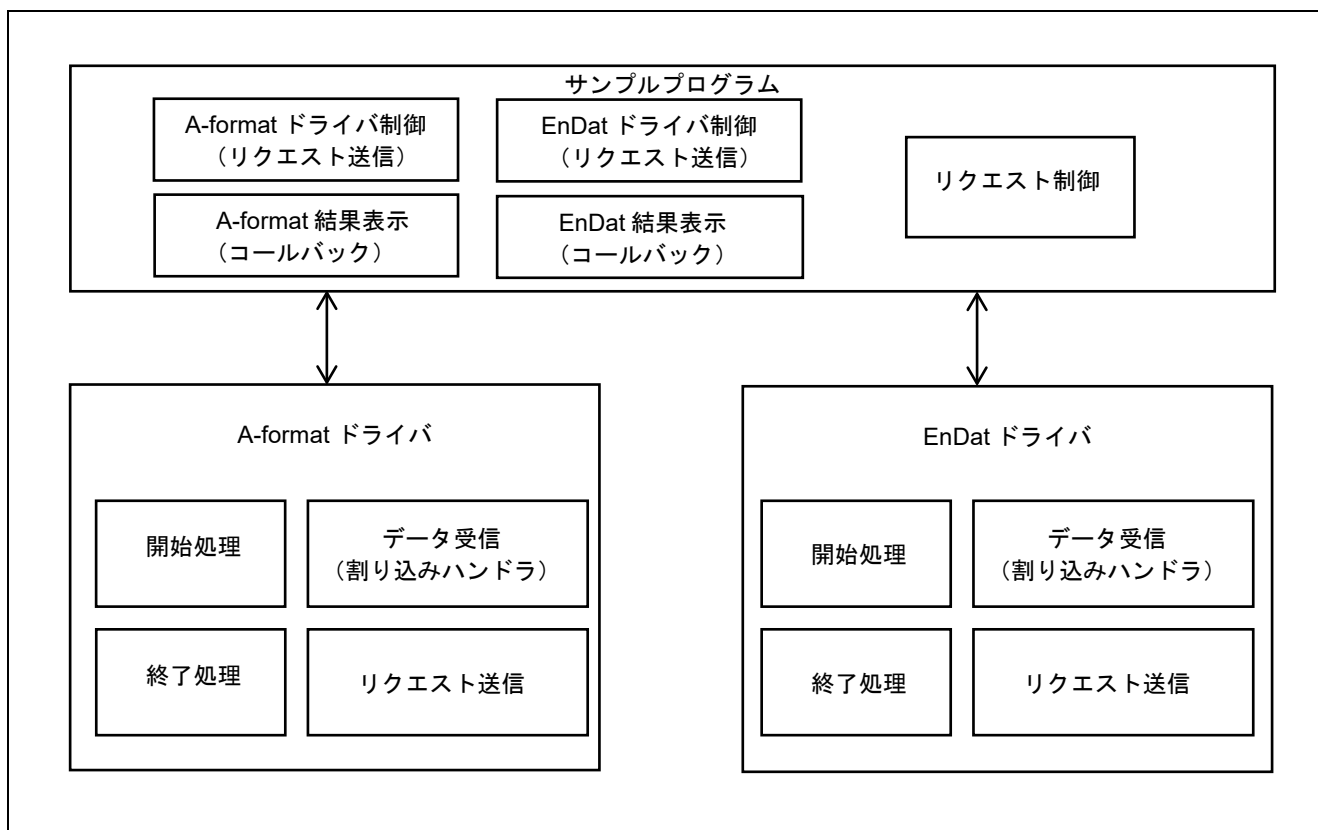 サンプルプログラム
A-format ドライバ制御
（リクエスト送信）
EnDat ドライバ制御
（リクエスト送信）
リクエスト制御
A-format 結果表示
（コールバック）
EnDat 結果表示
（コールバック）
A-format ドライバ
開始処理
データ受信
（割り込みハンドラ）
終了処理
リクエスト送信
EnDat ドライバ
開始処理
データ受信
（割り込みハンドラ）
終了処理
リクエスト送信